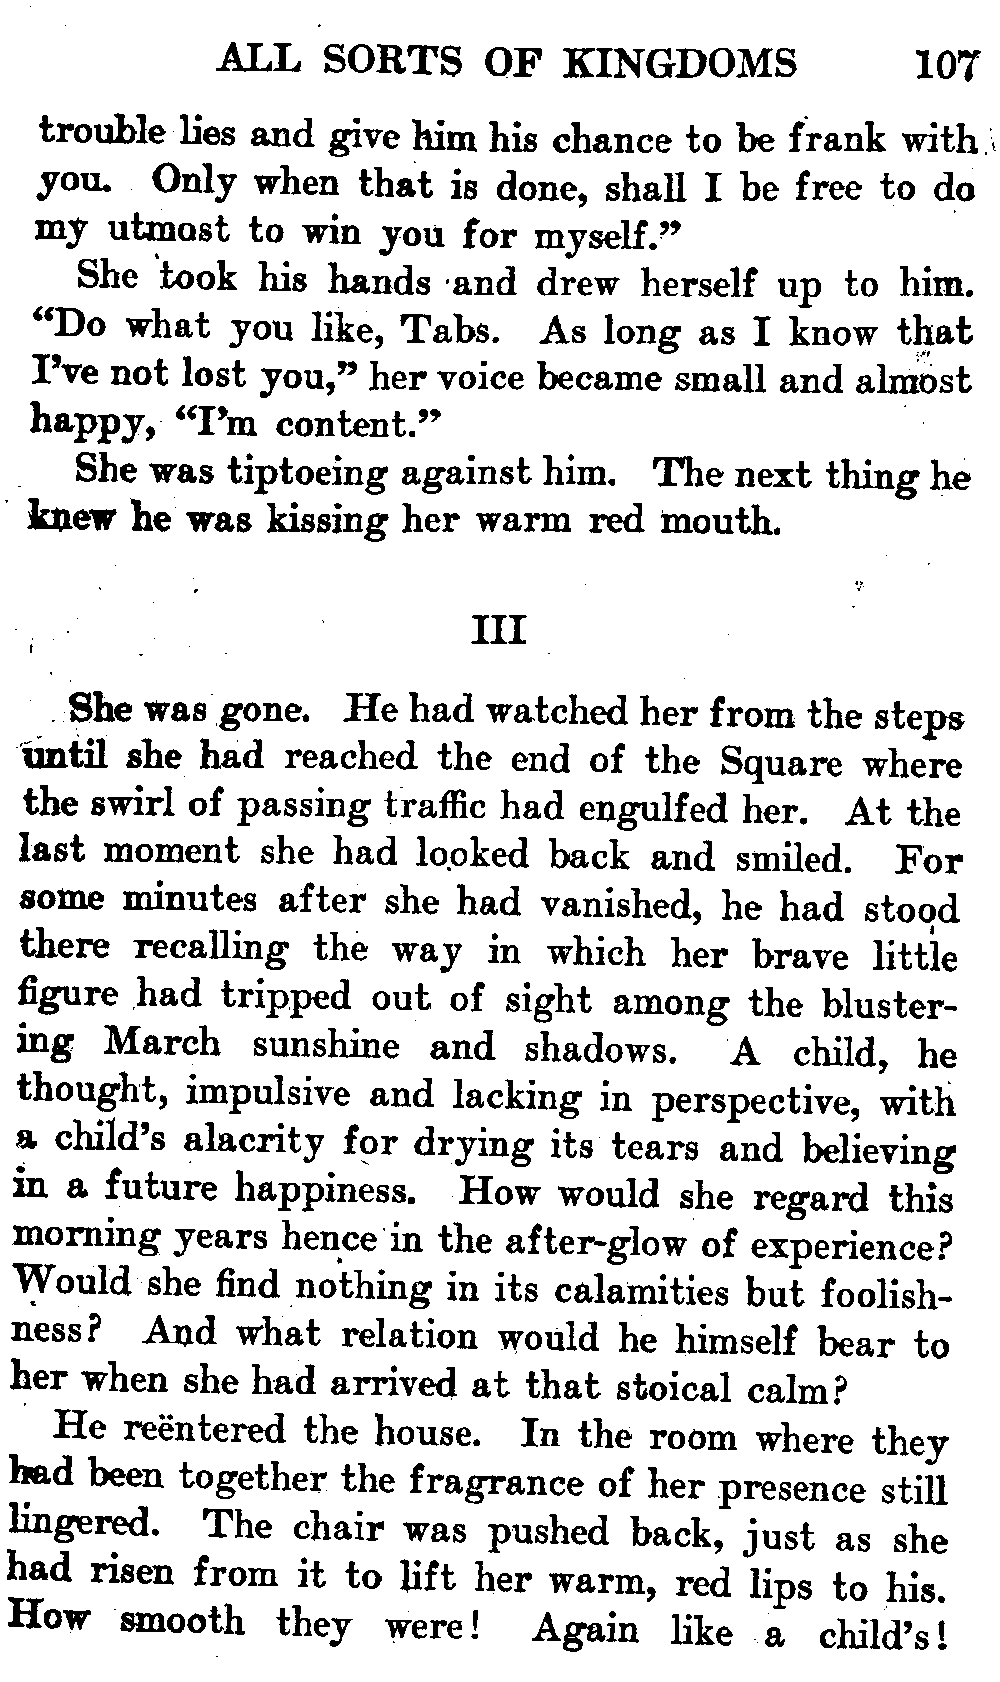 ALL SORTS OF KINGDOMS 107
trouble lies and give him his chance to be frank with
you. Only when that is done, shall I be free to do
my utmost to win you for myself.”
She took his hands and drew herself up to him.
“Do what you like, Tabs. As long as I know that
I’ve not lost you,” her voice became small and almost
happy, “I’m content.”
She was tiptoeing against him. The next thing he
knew he was kissing her warm red mouth.
III
She was gone. He had watched her from the steps
until she had reached the end of the Square where
the swirl of passing traffic had engulfed her. At the
last moment she had looked back and smiled. For
some minutes after she had vanished, he had stood
there recalling the way in which her brave little
figure had tripped out of sight among the bluster-
ing March sunshine and shadows. A child, he
thought, impulsive and lacking in perspective, with
a child’s alacrity for drying its tears and believing
in a future happiness. How would she regard this
morning years hence in the after-glow of experience?
Would she find nothing in its calamities but foolish-
ness? And what relation would he himself bear to
her when she had arrived at that stoical calm?
He reëntered the house. In the room where they
had been together the fragrance of her presence still
lingered. The chair was pushed back, just as she
had risen from it to lift her warm, red lips to his.
How smooth they were! Again like a child’s!